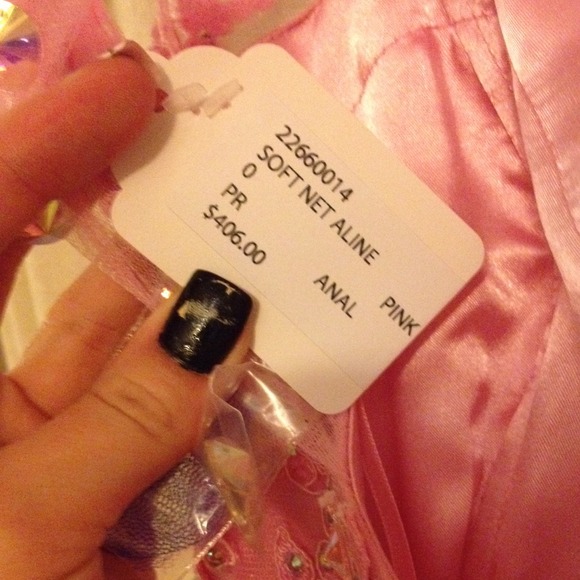 22660014
SOFT NET ALINE
0 PINK
PR ANAL
$406.00